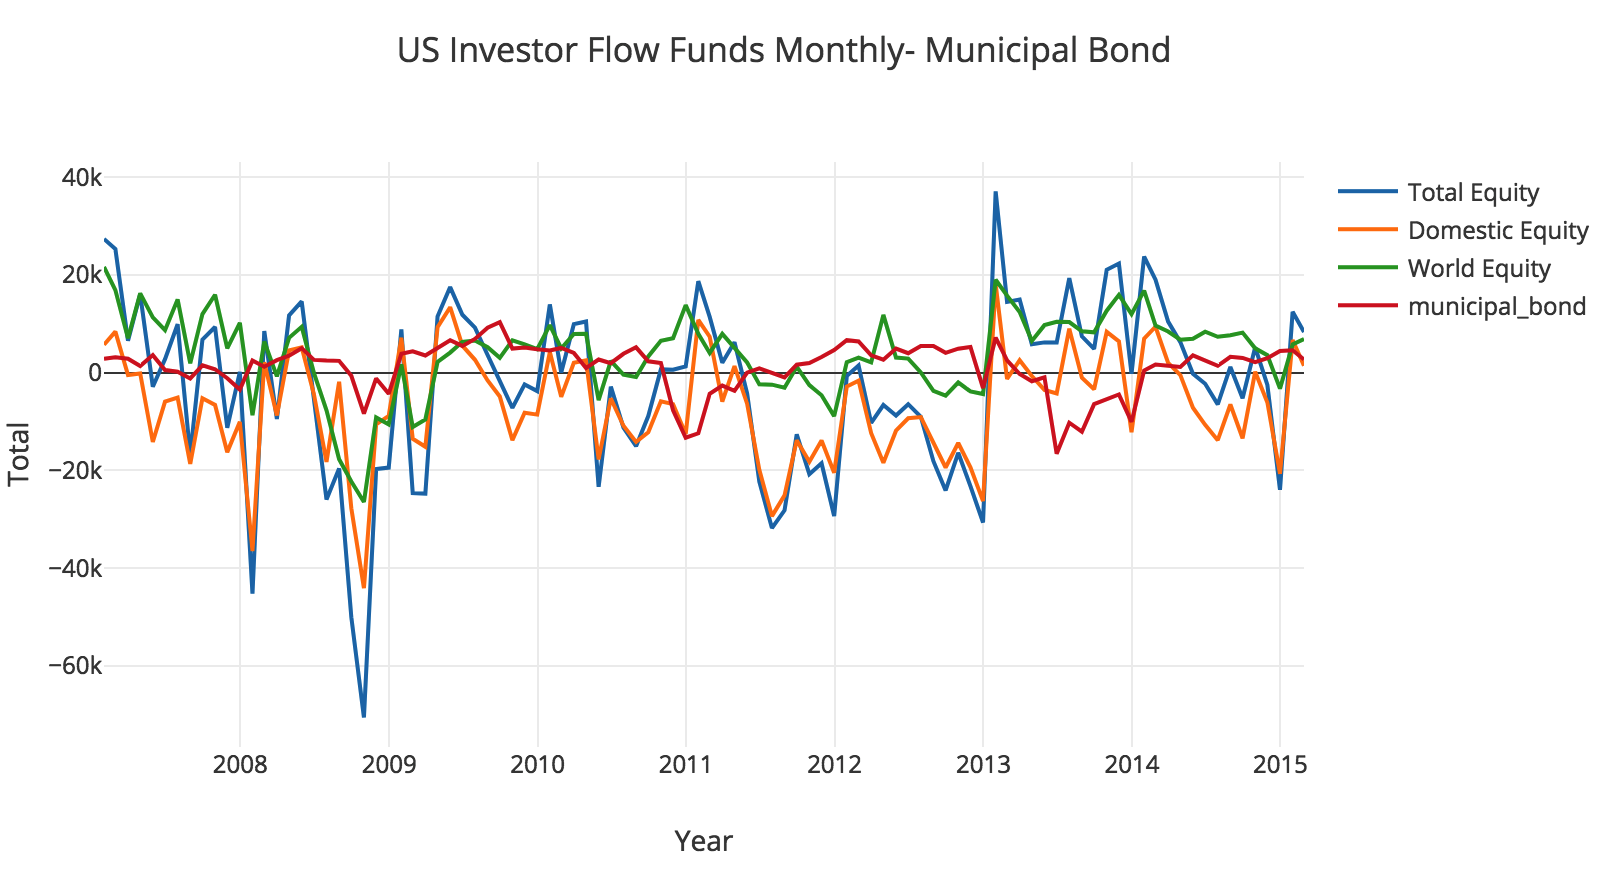 US Investor Flow Funds Monthly- Municipal Bond
40k
20k
0
−20k
−40k
−60k
Total
2008 2009 2010 2011 2012 2013 2014 2015
Year
Total Equity
Domestic Equity
World Equity
municipal_bond